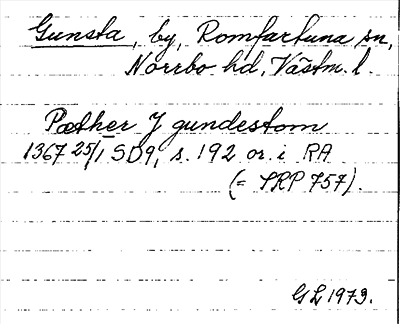 Gunsta, by, Romfartuna sn,
Norrbo hd, Västm. l.
Pæther J gundestom
1367 25/1 SD9, s. 192 or. i RA
(= SRP 757).
GL 1973.